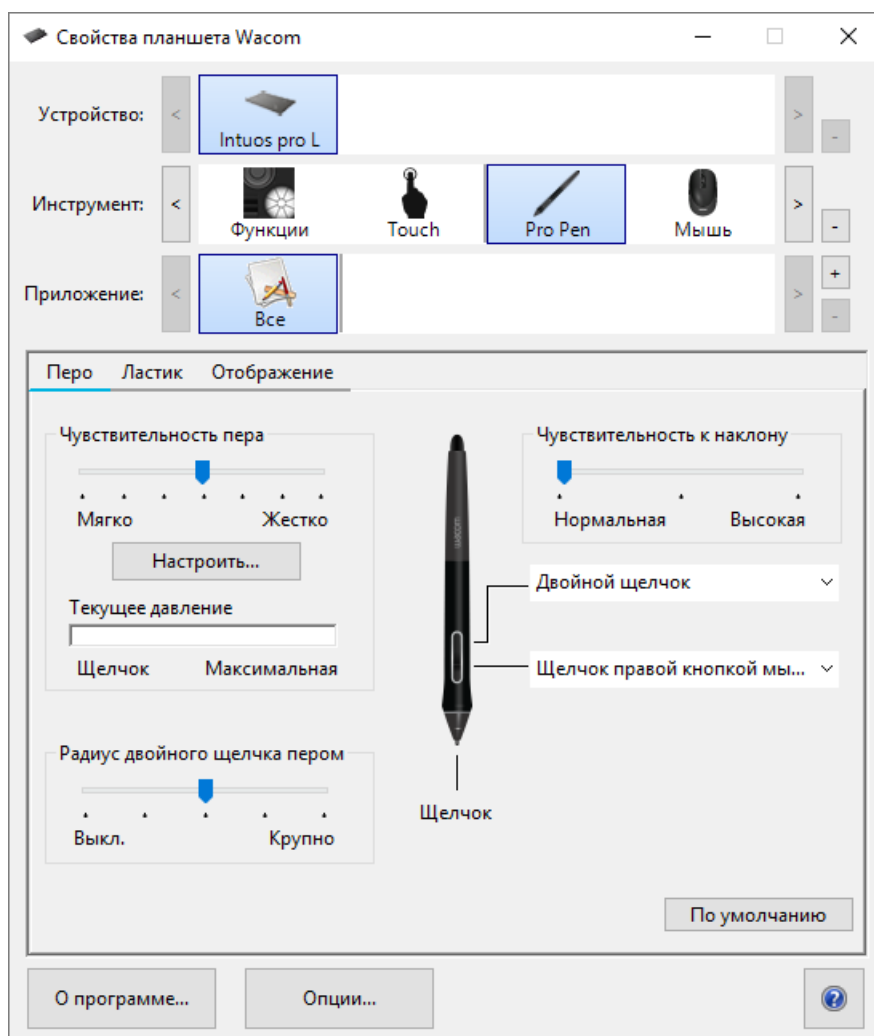 Свойства планшета Wacom
Устройство:
<
Intuos pro L
>
-
Инструмент:
<
Функции
Touch
Pro Pen
Мышь
>
-
Приложение:
<
Все
>
+
-
Перо Ластик Отображение
Чувствительность пера
Мягко Жестко
Настроить...
Текущее давление
Щелчок Максимальная
Радиус двойного щелчка пером
Выкл. Крупно
wacom
Щелчок
Чувствительность к наклону
Нормальная Высокая
Двойной щелчок
Щелчок правой кнопкой мы...
По умолчанию
О программе...
Опции...
?